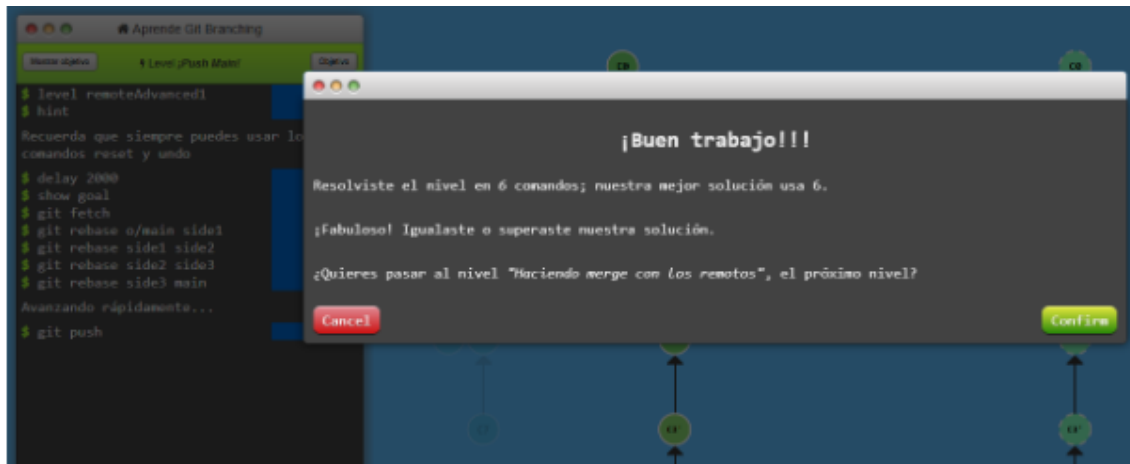 Aprende Git Branching
Mostrar objetivo
Level ¡Push Main!
Objetivo
$ level remoteAdvanced1
$ hint
Recuerda que siempre puedes usar lo
comandos reset y undo
$ delay 2000
$ show goal
$ git fetch
$ git rebase o/main side1
$ git rebase side1 side2
$ git rebase side2 side3
$ git rebase side3 main
Avanzando rápidamente...
$ git push
¡Buen trabajo!!!
Resolviste el nivel en 6 comandos; nuestra mejor solución usa 6.
¡Fabuloso! Igualaste o superaste nuestra solución.
¿Quieres pasar al nivel "Haciendo merge con los remotos", el próximo nivel?
Cancel
Confirm